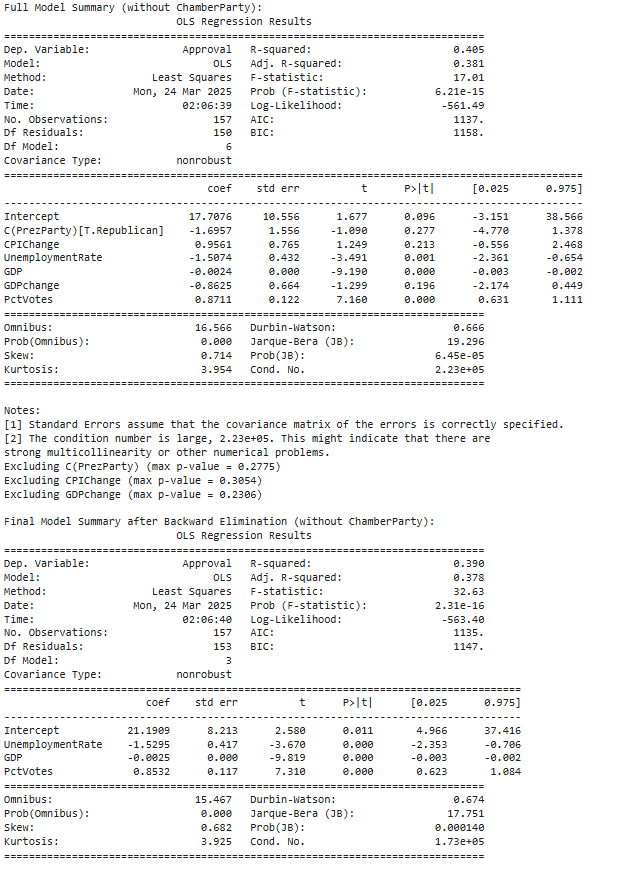 Full Model Summary (without ChamberParty):
OLS Regression Results
==============================================================================
Dep. Variable: Approval R-squared: 0.405
Model: OLS Adj. R-squared: 0.381
Method: Least Squares F-statistic: 17.01
Date: Mon, 24 Mar 2025 Prob (F-statistic): 6.21e-15
Time: 02:06:39 Log-Likelihood: -561.49
No. Observations: 157 AIC: 1137.
Df Residuals: 150 BIC: 1158.
Df Model: 6
Covariance Type: nonrobust
==============================================================================
coef std err t P>|t| [0.025 0.975]
------------------------------------------------------------------------------
Intercept 17.7076 10.556 1.677 0.096 -3.151 38.566
C(PrezParty)[T.Republican] -1.6957 1.556 -1.090 0.277 -4.770 1.378
CPIChange 0.9561 0.765 1.249 0.213 -0.556 2.468
UnemploymentRate -1.5074 0.432 -3.491 0.001 -2.361 -0.654
GDP -0.0024 0.000 -9.190 0.000 -0.003 -0.002
GDPchange -0.8625 0.664 -1.299 0.196 -2.174 0.449
PctVotes 0.8711 0.122 7.160 0.000 0.631 1.111
==============================================================================
Omnibus: 16.566 Durbin-Watson: 0.666
Prob(Omnibus): 0.000 Jarque-Bera (JB): 19.296
Skew: 0.714 Prob(JB): 6.45e-05
Kurtosis: 3.954 Cond. No. 2.23e+05
==============================================================================
Notes:
[1] Standard Errors assume that the covariance matrix of the errors is correctly specified.
[2] The condition number is large, 2.23e+05. This might indicate that there are
strong multicollinearity or other numerical problems.
Excluding C(PrezParty) (max p-value = 0.2775)
Excluding CPIChange (max p-value = 0.3054)
Excluding GDPchange (max p-value = 0.2306)
Final Model Summary after Backward Elimination (without ChamberParty):
OLS Regression Results
==============================================================================
Dep. Variable: Approval R-squared: 0.390
Model: OLS Adj. R-squared: 0.378
Method: Least Squares F-statistic: 32.63
Date: Mon, 24 Mar 2025 Prob (F-statistic): 2.31e-16
Time: 02:06:40 Log-Likelihood: -563.40
No. Observations: 157 AIC: 1135.
Df Residuals: 153 BIC: 1147.
Df Model: 3
Covariance Type: nonrobust
==============================================================================
coef std err t P>|t| [0.025 0.975]
------------------------------------------------------------------------------
Intercept 21.1909 8.213 2.580 0.011 4.966 37.416
UnemploymentRate -1.5295 0.417 -3.670 0.000 -2.353 -0.706
GDP -0.0025 0.000 -9.819 0.000 -0.003 -0.002
PctVotes 0.8532 0.117 7.310 0.000 0.623 1.084
==============================================================================
Omnibus: 15.467 Durbin-Watson: 0.674
Prob(Omnibus): 0.000 Jarque-Bera (JB): 17.751
Skew: 0.682 Prob(JB): 0.000140
Kurtosis: 3.925 Cond. No. 1.73e+05
==============================================================================